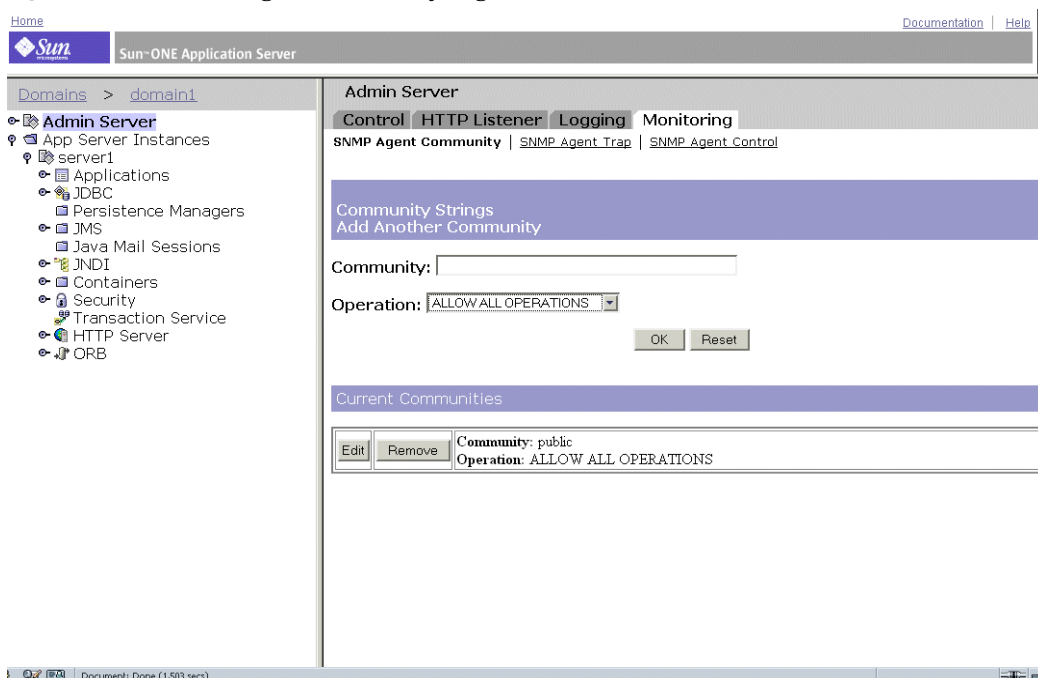 Home
Documentation | Help
Sun microsystems
Sun™ONE Application Server
Domains > domain1
Admin Server
App Server Instances
server1
Applications
JDBC
Persistence Managers
JMS
Java Mail Sessions
JNDI
Containers
Security
Transaction Service
HTTP Server
ORB
Admin Server
Control HTTP Listener Logging Monitoring
SNMP Agent Community | SNMP Agent Trap | SNMP Agent Control
Community Strings
Add Another Community
Community:
Operation: ALLOW ALL OPERATIONS
OK Reset
Current Communities
Edit Remove
Community: public
Operation: ALLOW ALL OPERATIONS
Document: Done (1.503 secs)